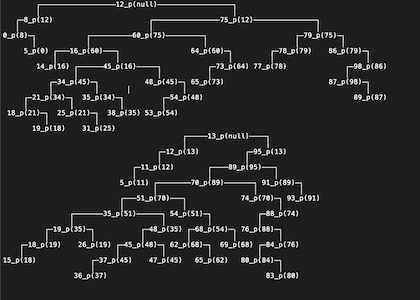 12_p(null)
8_p(12) 75_p(12)
0_p(8) 60_p(75) 79_p(75)
5_p(0) 16_p(60) 64_p(60) 78_p(79) 86_p(79)
14_p(16) 45_p(16) 73_p(64) 77_p(78) 98_p(86)
34_p(45) 48_p(45) 65_p(73) 87_p(98)
21_p(34) 35_p(34) 54_p(48) 89_p(87)
18_p(21) 25_p(21) 38_p(35) 53_p(54)
19_p(18) 31_p(25)
13_p(null)
12_p(13) 95_p(13)
11_p(12) 89_p(95)
5_p(11) 70_p(89) 91_p(89)
51_p(70) 74_p(70) 93_p(91)
35_p(51) 54_p(51) 88_p(74)
19_p(35) 48_p(35) 68_p(54) 76_p(88)
18_p(19) 26_p(19) 45_p(48) 62_p(68) 69_p(68) 84_p(76)
15_p(18) 37_p(45) 47_p(45) 65_p(62) 80_p(84)
36_p(37) 83_p(80)